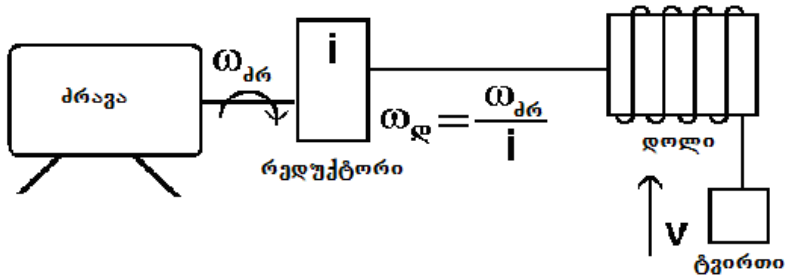 ძრავა
ωძრ
i
რედუქტორი
ωდ = ωძრ / i
დოლი
v
ტვირთი